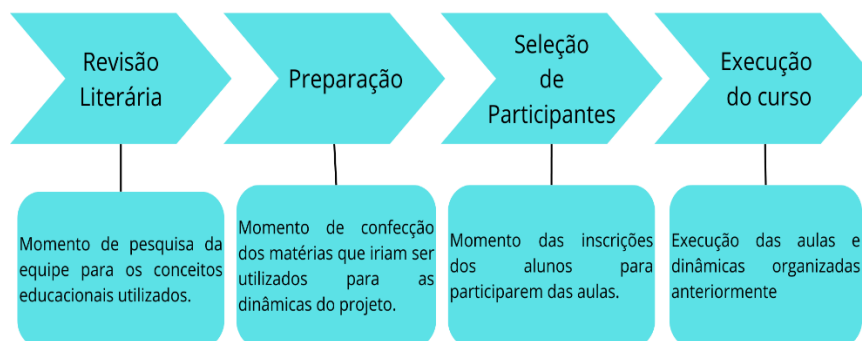 Revisão
Literária
Preparação
Seleção
de
Participantes
Execução
do curso
Momento de pesquisa da
equipe para os conceitos
educacionais utilizados.
Momento de confecção
dos matérias que iriam ser
utilizados para as
dinâmicas do projeto.
Momento das inscrições
dos alunos para
participarem das aulas.
Execução das aulas e
dinâmicas organizadas
anteriormente